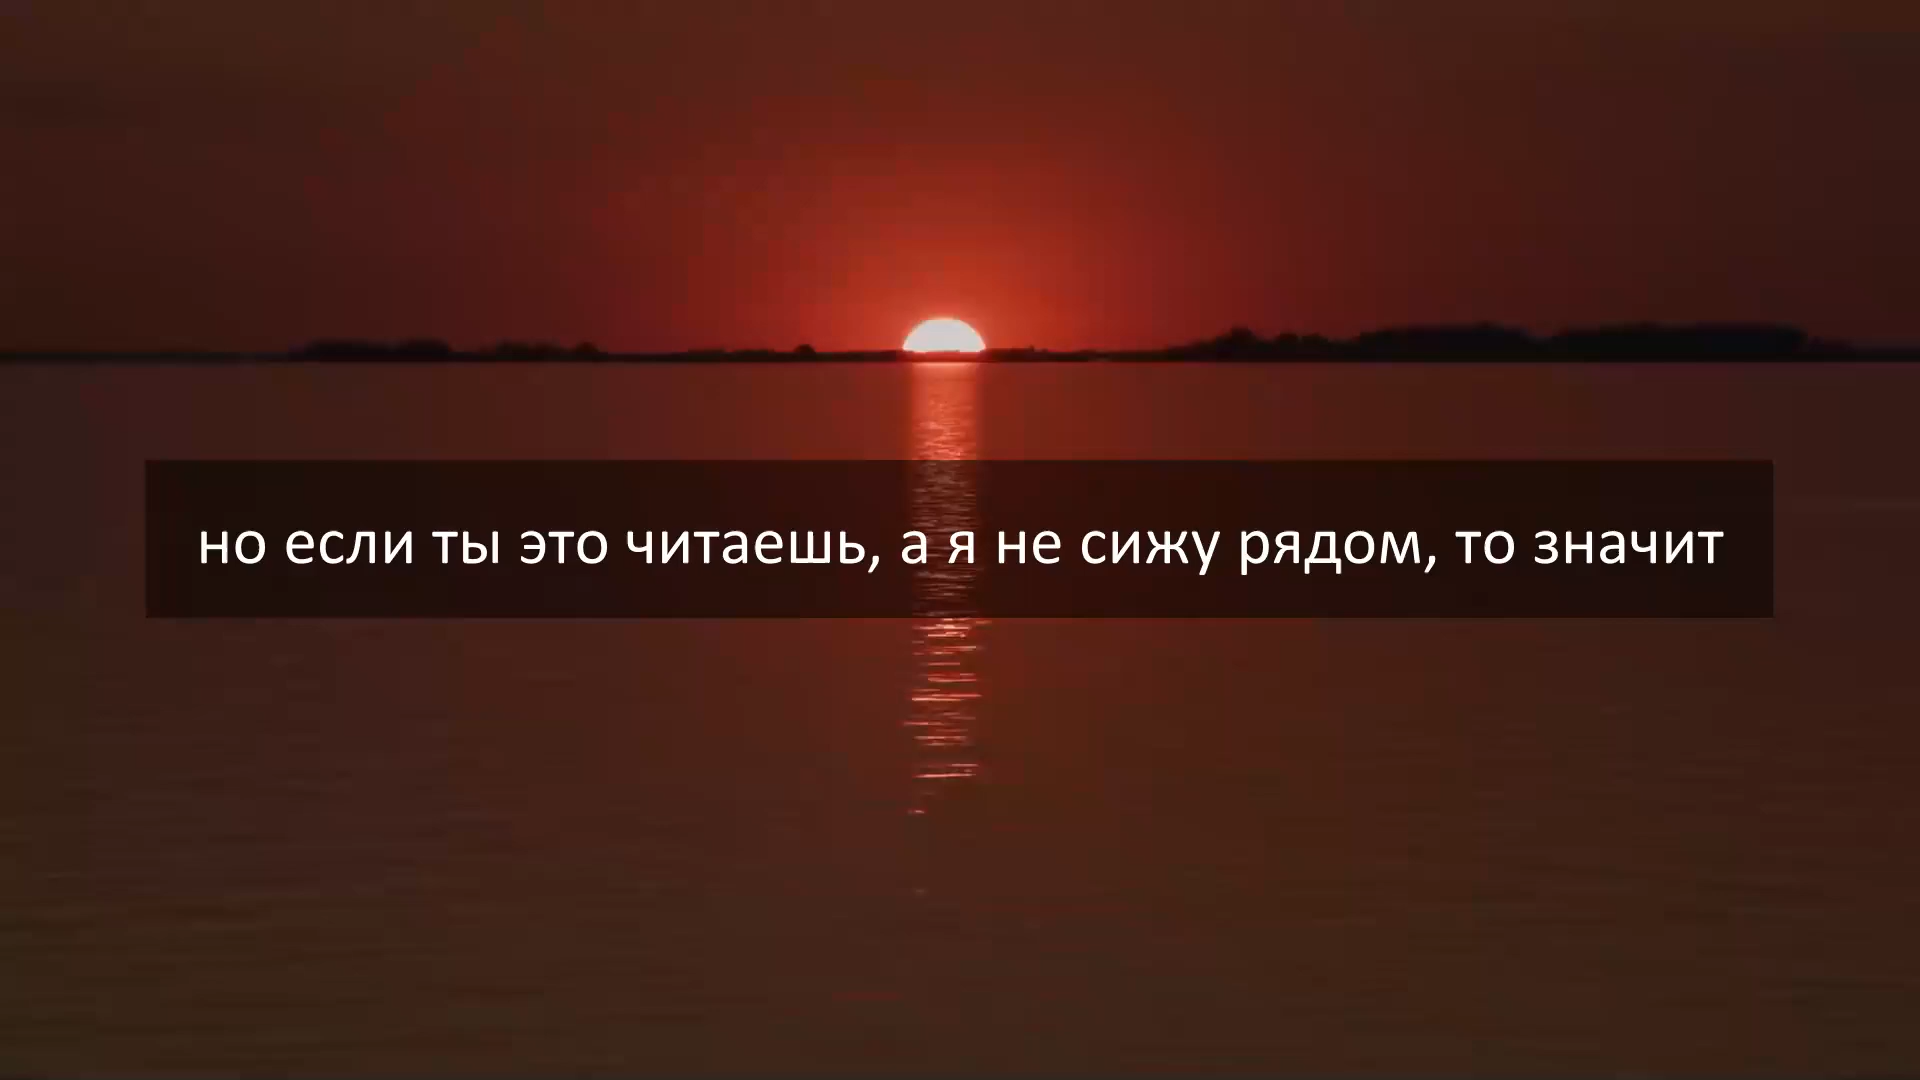 но если ты это читаешь, а я не сижу рядом, то значит